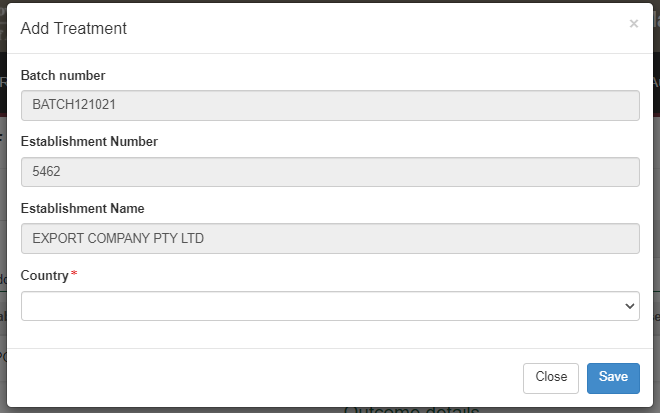 Add Treatment
×
Batch number
BATCH121021
Establishment Number
5462
Establishment Name
EXPORT COMPANY PTY LTD
Country*
Close
Save
Outcome details